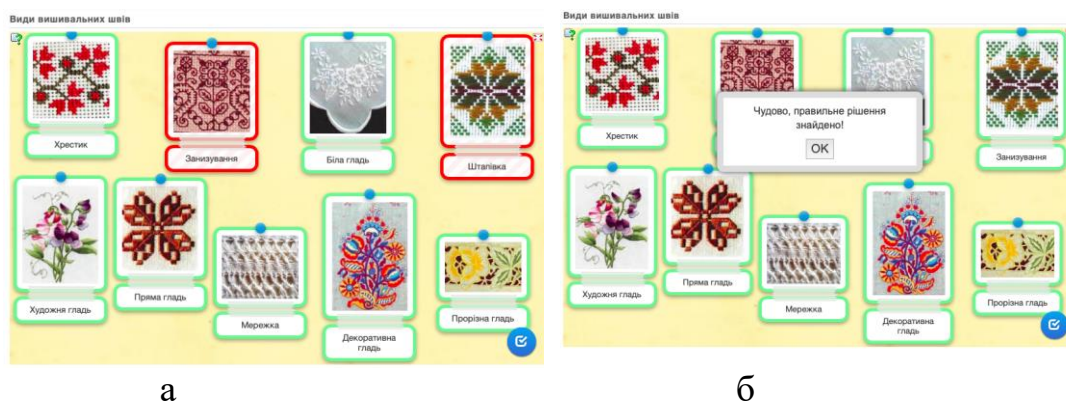 Види вишивальних швів
Хрестик
Занизування
Біла гладь
Штапівка
Художня гладь
Пряма гладь
Мережка
Декоративна
гладь
Прорізна гладь
а
Види вишивальних швів
Чудово, правильне рішення
знайдено!
OK
Хрестик
Занизування
Художня гладь
Пряма гладь
Мережка
Декоративна
гладь
Прорізна гладь
б